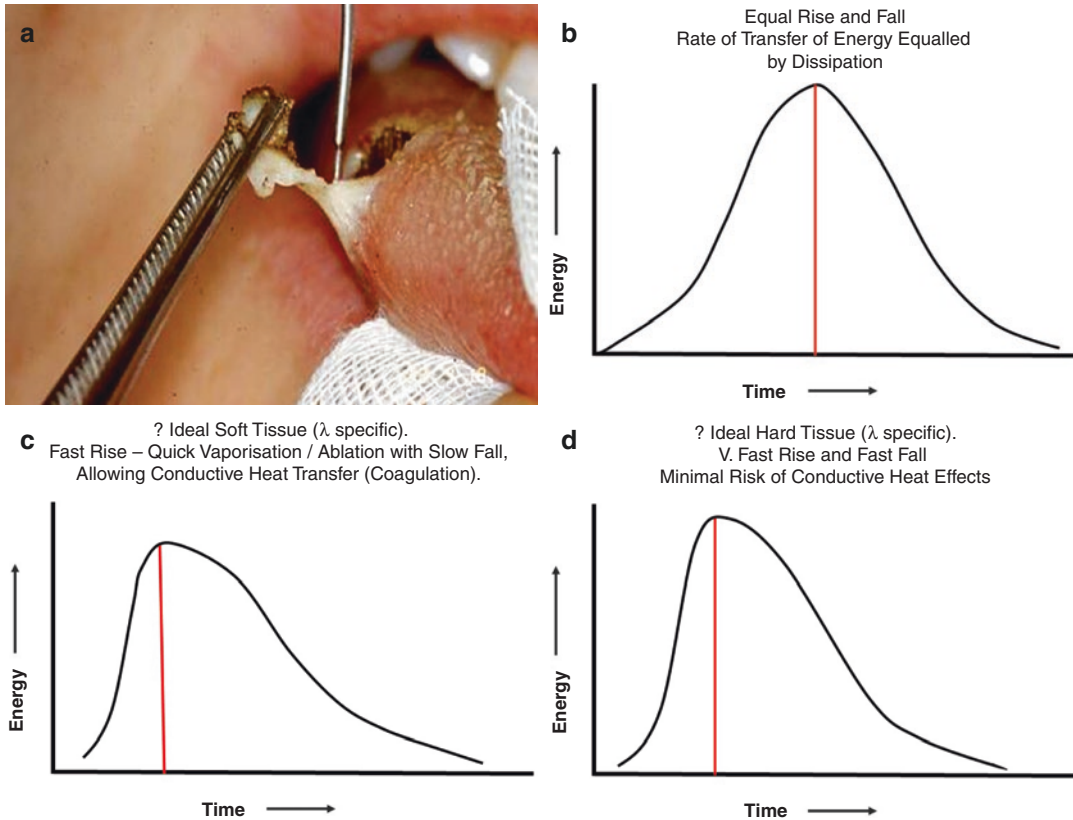 a
b
Equal Rise and Fall
Rate of Transfer of Energy Equalled
by Dissipation
Energy
Time
c
? Ideal Soft Tissue (λ specific).
Fast Rise – Quick Vaporisation / Ablation with Slow Fall,
Allowing Conductive Heat Transfer (Coagulation).
Energy
Time
d
? Ideal Hard Tissue (λ specific).
V. Fast Rise and Fast Fall
Minimal Risk of Conductive Heat Effects
Energy
Time